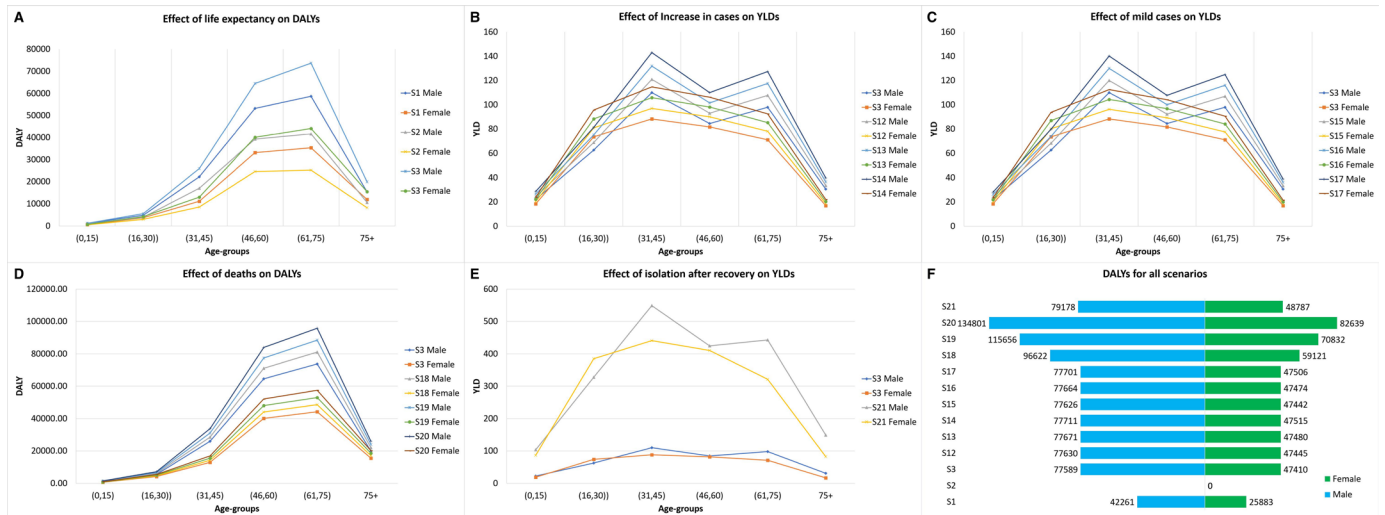 A
Effect of life expectancy on DALYs
80000
70000
60000
50000
40000
30000
20000
10000
0
DALY
(0,15)
(16,30))
(31,45)
(46,60)
(61,75)
75+
Age-groups
S1 Male
S1 Female
S2 Male
S2 Female
S3 Male
S3 Female
B
Effect of Increase in cases on YLDs
160
140
120
100
80
60
40
20
0
YLD
(0,15)
(16,30))
(31,45)
(46,60)
(61,75)
75+
Age-groups
S3 Male
S3 Female
S12 Male
S12 Female
S13 Male
S13 Female
S14 Male
S14 Female
C
Effect of mild cases on YLDs
160
140
120
100
80
60
40
20
0
YLD
(0,15)
(16,30))
(31,45)
(46,60)
(61,75)
75+
Age-groups
S3 Male
S3 Female
S15 Male
S15 Female
S16 Male
S16 Female
S17 Male
S17 Female
D
Effect of deaths on DALYs
120000.00
100000.00
80000.00
60000.00
40000.00
20000.00
0.00
DALY
(0,15)
(16,30))
(31,45)
(46,60)
(61,75)
75+
Age-groups
S3 Male
S3 Female
S18 Male
S18 Female
S19 Male
S19 Female
S20 Male
S20 Female
E
Effect of isolation after recovery on YLDs
600
500
400
300
200
100
0
YLD
(0,15)
(16,30))
(31,45)
(46,60)
(61,75)
75+
Age-groups
S3 Male
S3 Female
S21 Male
S21 Female
F
DALYs for all scenarios
S21 79178 48787
S20 134801 82639
S19 115656 70832
S18 96622 59121
S17 77701 47506
S16 77664 47474
S15 77626 47442
S14 77711 47515
S13 77671 47480
S12 77630 47445
S3 77589 47410
S2 0
S1 42261 25883
Female
Male